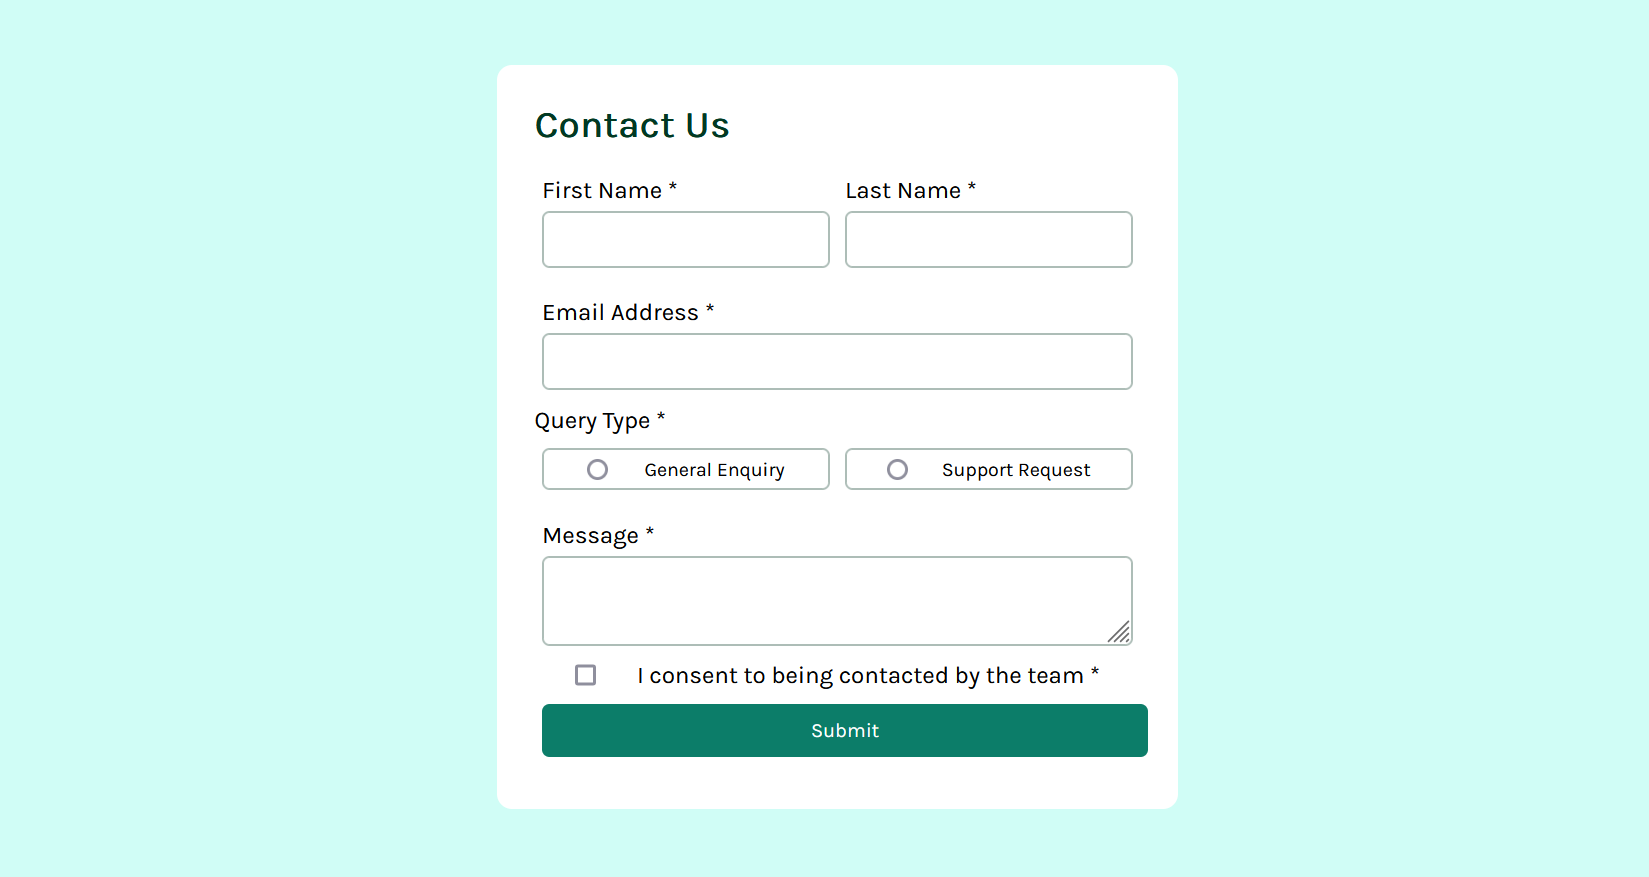 Contact Us
First Name * Last Name *
Email Address *
Query Type *
General Enquiry Support Request
Message *
I consent to being contacted by the team *
Submit